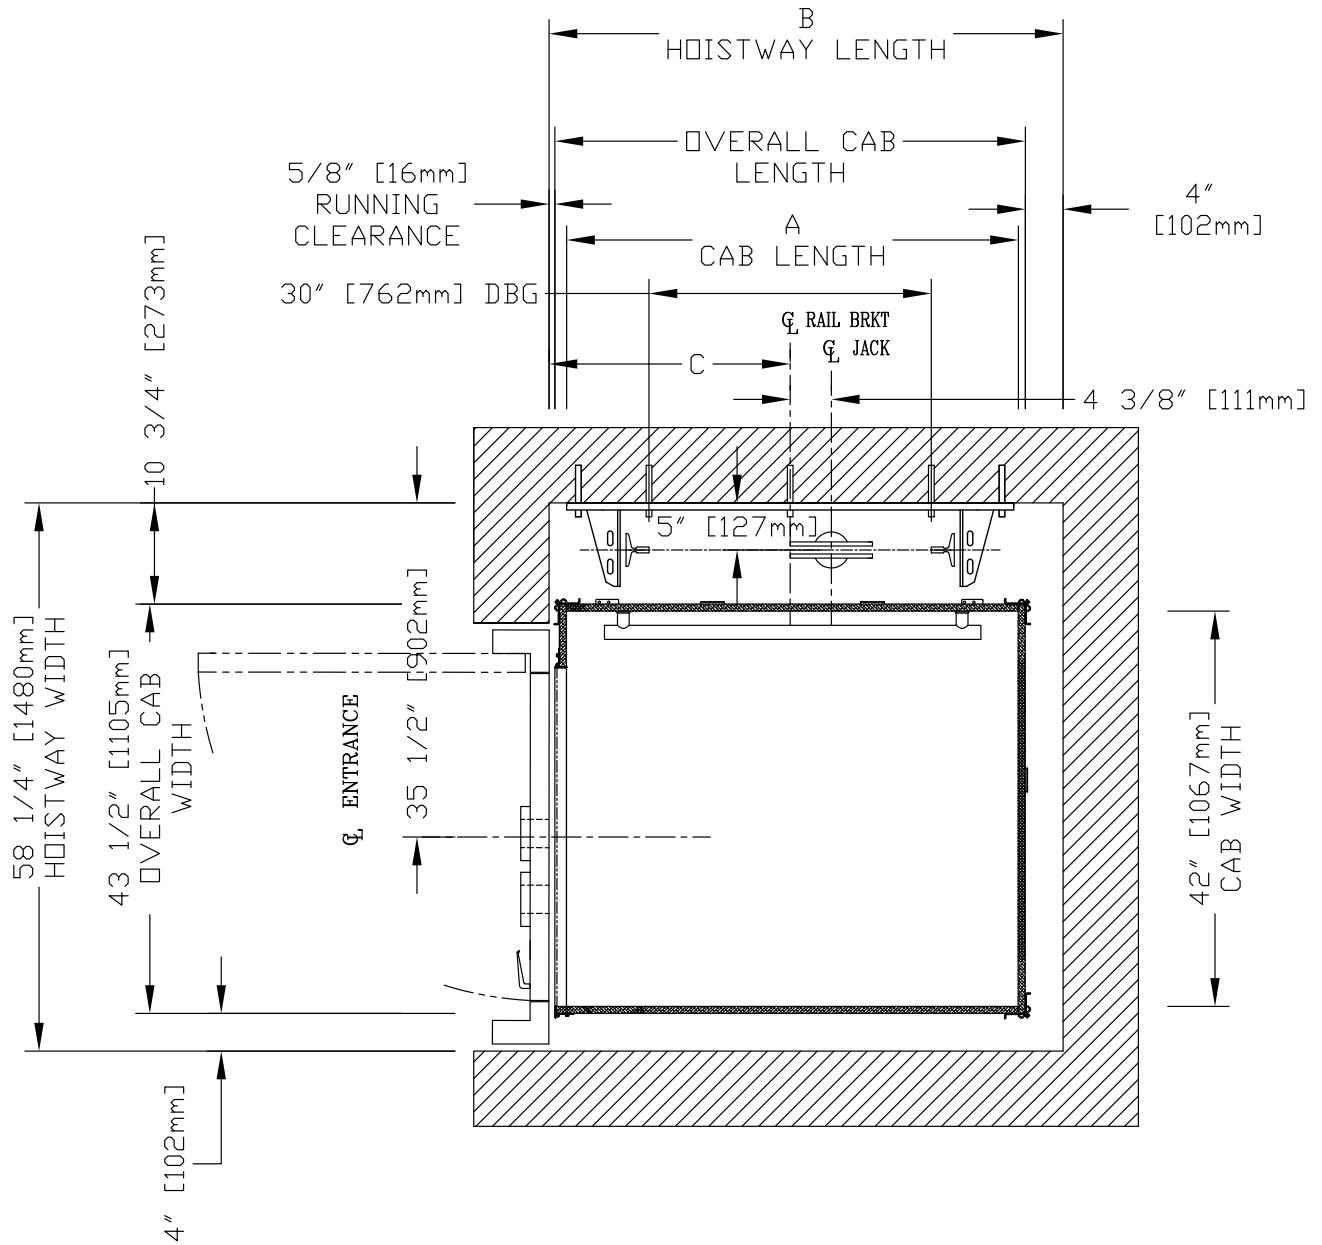 B
HOISTWAY LENGTH
OVERALL CAB
LENGTH
5/8" [16mm]
RUNNING
CLEARANCE
4"
[102mm]
A
CAB LENGTH
30" [762mm] DBG
℄ RAIL BRKT
℄ JACK
C
4 3/8" [111mm]
10 3/4" [273mm]
5" [127mm]
58 1/4" [1480mm]
HOISTWAY WIDTH
43 1/2" [1105mm]
OVERALL CAB
WIDTH
℄ ENTRANCE
35 1/2" [902mm]
42" [1067mm]
CAB WIDTH
4" [102mm]